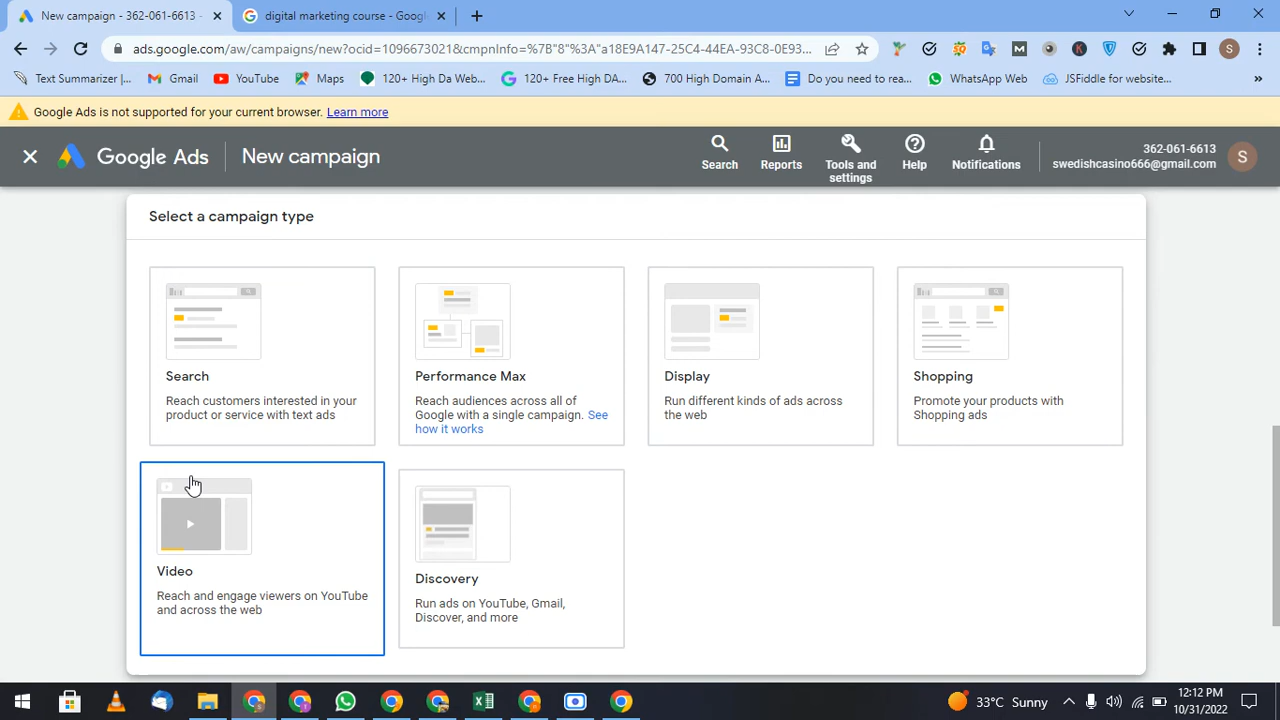 New campaign - 362-061-6613 -
digital marketing course - Google
ads.google.com/aw/campaigns/new?ocid=1096673021&cmpnInfo=%7B"8"%3A"a18E9A147-25C4-44EA-93C8-0E93...
Text Summarizer |...
Gmail
YouTube
Maps
120+ High Da Web...
120+ Free High DA...
700 High Domain A...
Do you need to rea...
WhatsApp Web
JSFiddle for website...
»
Google Ads is not supported for your current browser. Learn more
Google Ads
New campaign
Search
Reports
Tools and
settings
Help
Notifications
362-061-6613
swedishcasino666@gmail.com
S
Select a campaign type
Search
Reach customers interested in your
product or service with text ads
Performance Max
Reach audiences across all of
Google with a single campaign. See
how it works
Display
Run different kinds of ads across
the web
Shopping
Promote your products with
Shopping ads
Video
Reach and engage viewers on YouTube
and across the web
Discovery
Run ads on YouTube, Gmail,
Discover, and more
33°C Sunny
12:12 PM
10/31/2022